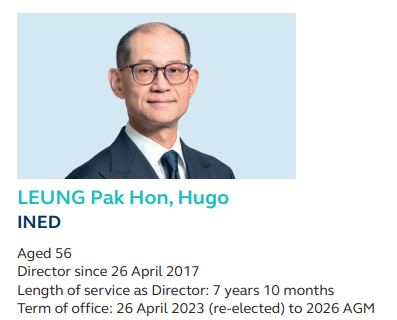 LEUNG Pak Hon, Hugo
INED
Aged 56
Director since 26 April 2017
Length of service as Director: 7 years 10 months
Term of office: 26 April 2023 (re-elected) to 2026 AGM